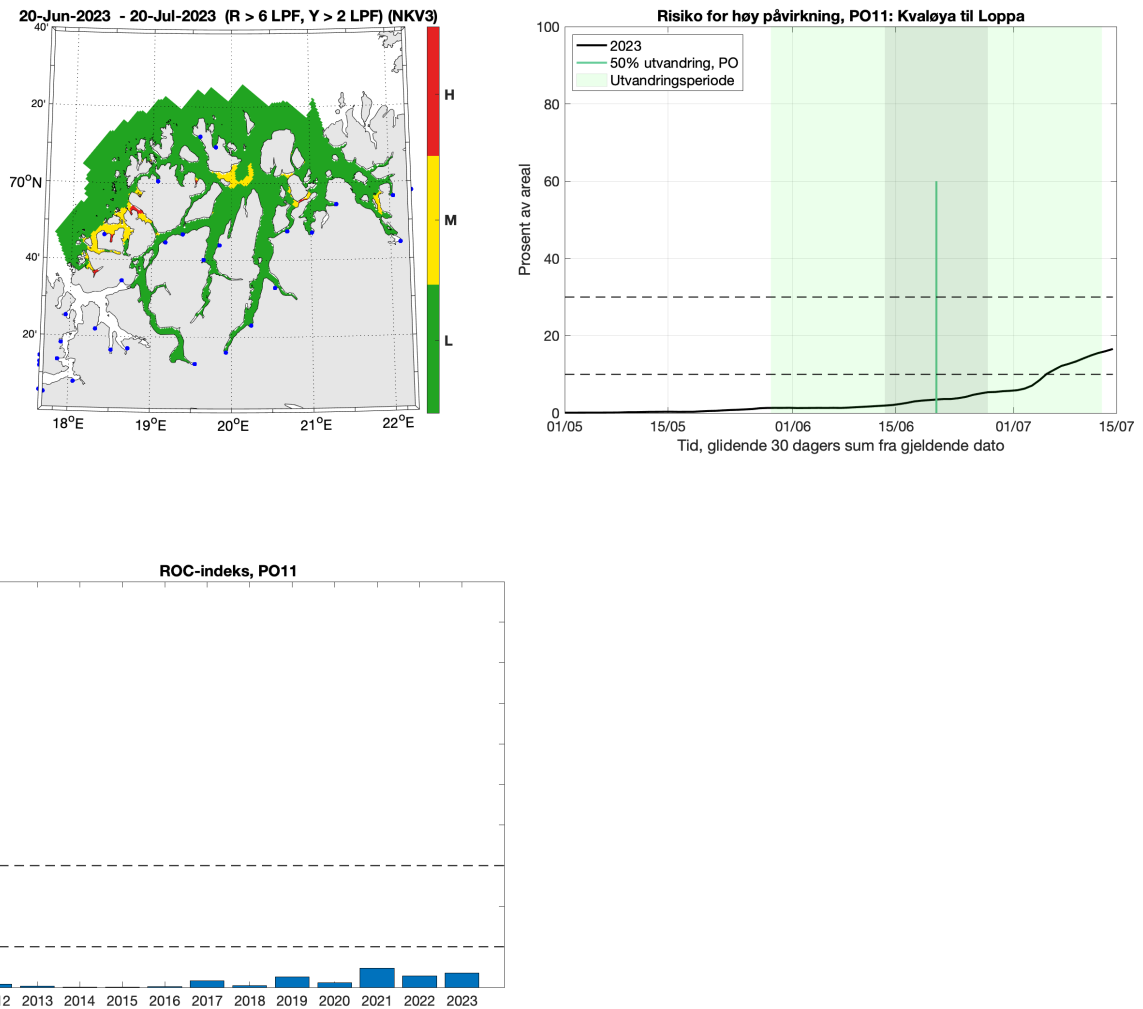 20-Jun-2023 - 20-Jul-2023 (R > 6 LPF, Y > 2 LPF) (NKV3)
40'
20'
70°N
40'
20'
18°E 19°E 20°E 21°E 22°E
H
M
L
Risiko for høy påvirkning, PO11: Kvaløya til Loppa
2023
50% utvandring, PO
Utvandringsperiode
Prosent av areal
100
80
60
40
20
0
01/05 15/05 01/06 15/06 01/07 15/07
Tid, glidende 30 dagers sum fra gjeldende dato
ROC-indeks, PO11
12 2013 2014 2015 2016 2017 2018 2019 2020 2021 2022 2023